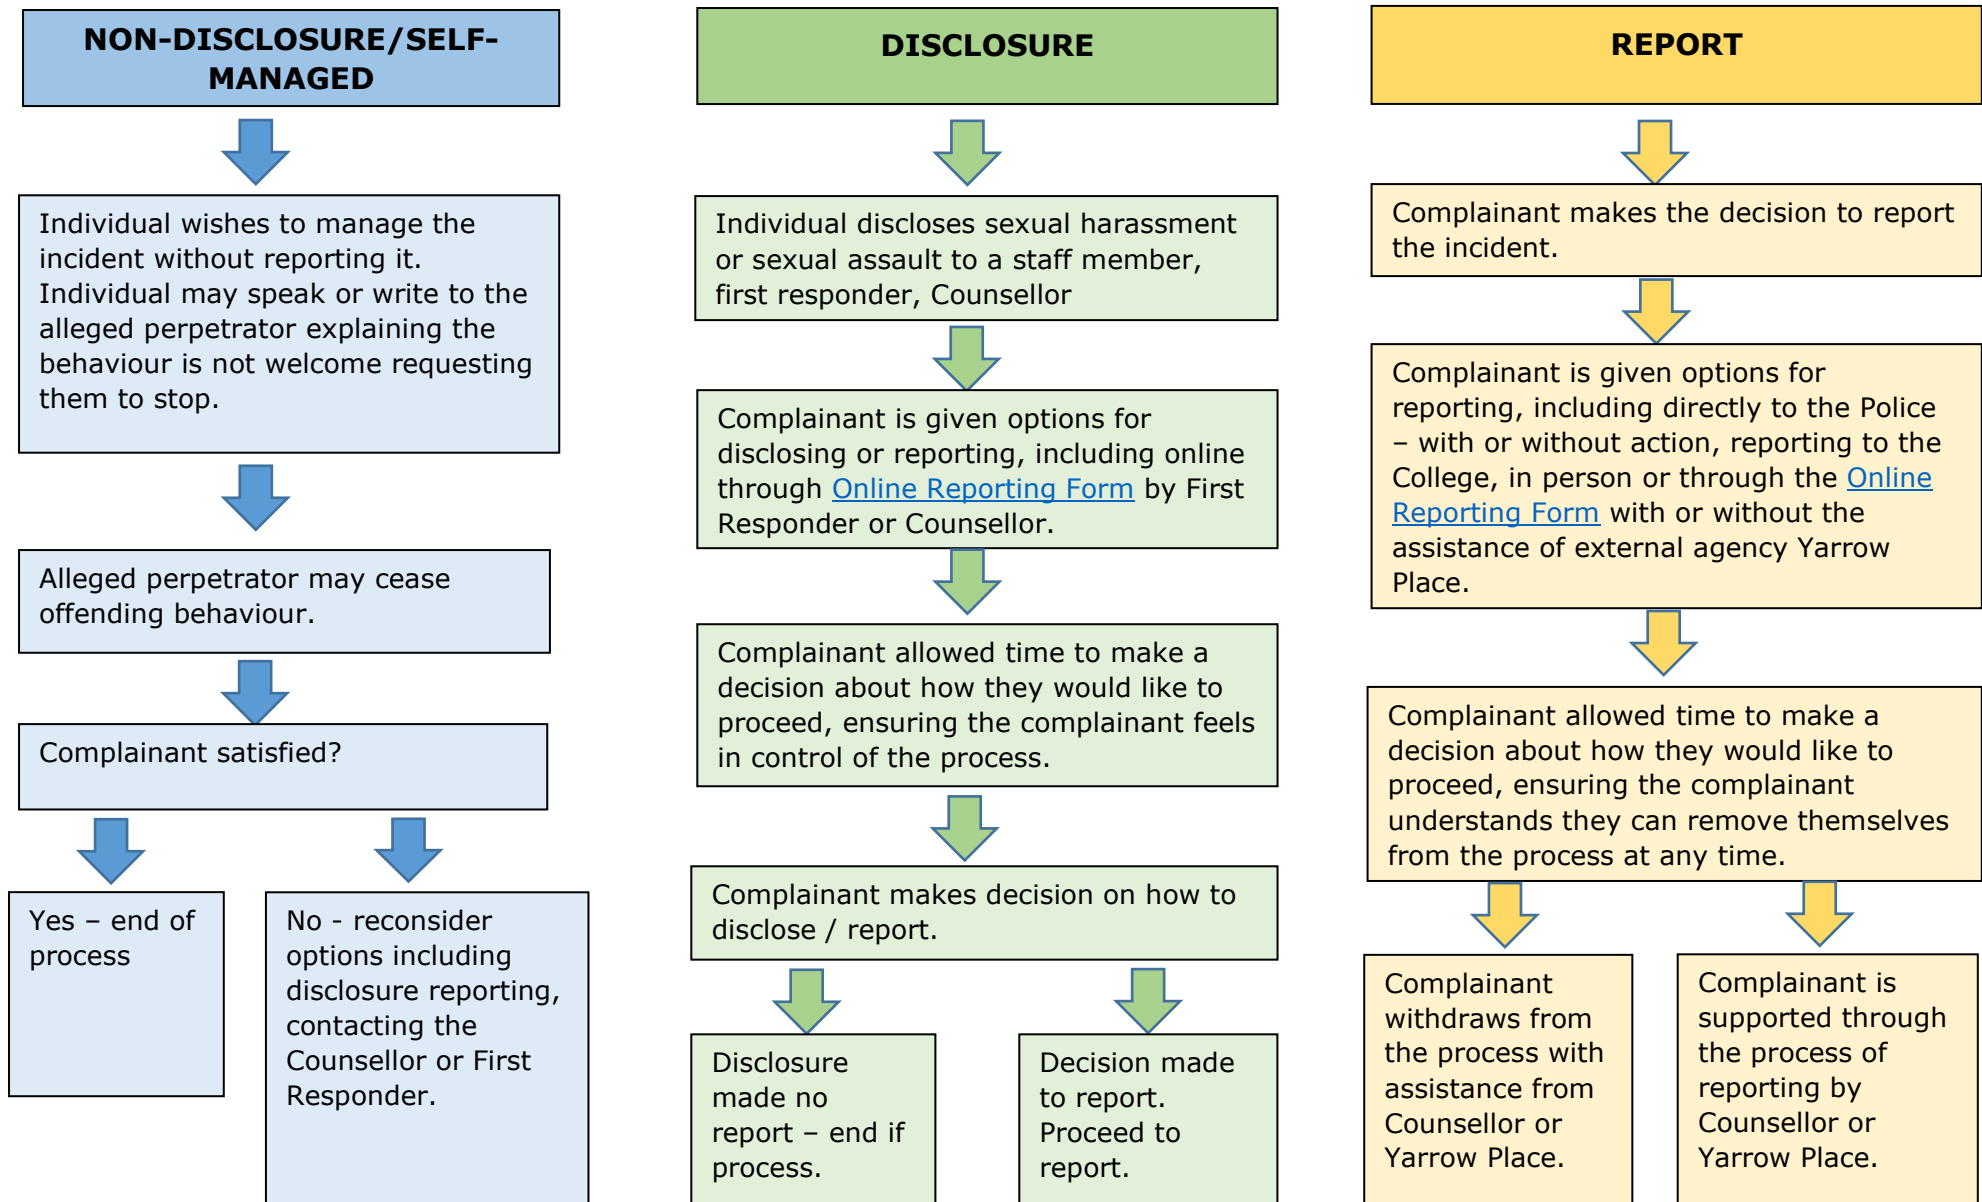 NON-DISCLOSURE/SELF-
MANAGED
Individual wishes to manage the
incident without reporting it.
Individual may speak or write to the
alleged perpetrator explaining the
behaviour is not welcome requesting
them to stop.
Alleged perpetrator may cease
offending behaviour.
Complainant satisfied?
Yes – end of
process
No - reconsider
options including
disclosure reporting,
contacting the
Counsellor or First
Responder.
DISCLOSURE
Individual discloses sexual harassment
or sexual assault to a staff member,
first responder, Counsellor
Complainant is given options for
disclosing or reporting, including online
through Online Reporting Form by First
Responder or Counsellor.
Complainant allowed time to make a
decision about how they would like to
proceed, ensuring the complainant feels
in control of the process.
Complainant makes decision on how to
disclose / report.
Disclosure
made no
report – end if
process.
Decision made
to report.
Proceed to
report.
REPORT
Complainant makes the decision to report
the incident.
Complainant is given options for
reporting, including directly to the Police
– with or without action, reporting to the
College, in person or through the Online
Reporting Form with or without the
assistance of external agency Yarrow
Place.
Complainant allowed time to make a
decision about how they would like to
proceed, ensuring the complainant
understands they can remove themselves
from the process at any time.
Complainant
withdraws from
the process with
assistance from
Counsellor or
Yarrow Place.
Complainant is
supported through
the process of
reporting by
Counsellor or
Yarrow Place.